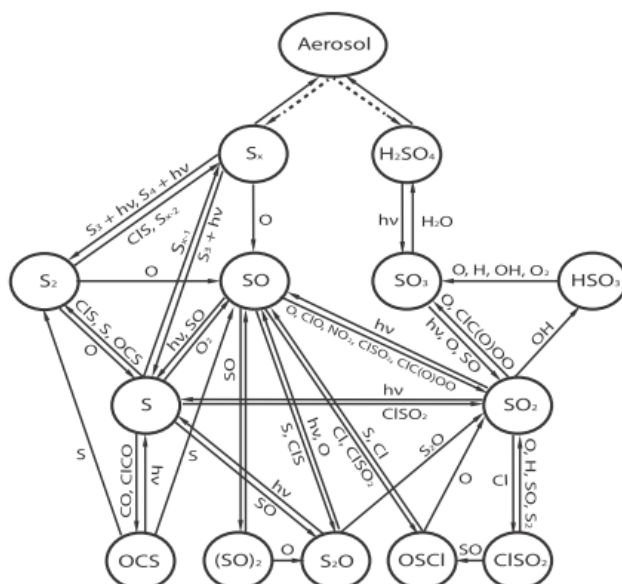 Aerosol
Sₓ
H₂SO₄
S₃ + hν, S₄ + hν
ClS, Sₓ₋₂
Sₓ₋₁
S₃ + hν
O
hν
H₂O
S₂
O
SO
SO₃
O, H, OH, O₂
HSO₃
ClS, S, OCS
O
hν, SO
O₂
hν
O, ClO, NO₂, ClSO₂, ClC(O)OO
O, ClC(O)OO
hν, O, SO
OH
SO
S
hν
ClSO₂
SO₂
S, ClS
hν, O
S, Cl
Cl, ClSO₂
S₂O
S
CO, ClCO
hν
S
hν
SO
O
Cl
O, H, SO, S₂
OCS
(SO)₂
O
S₂O
OSCl
SO
ClSO₂